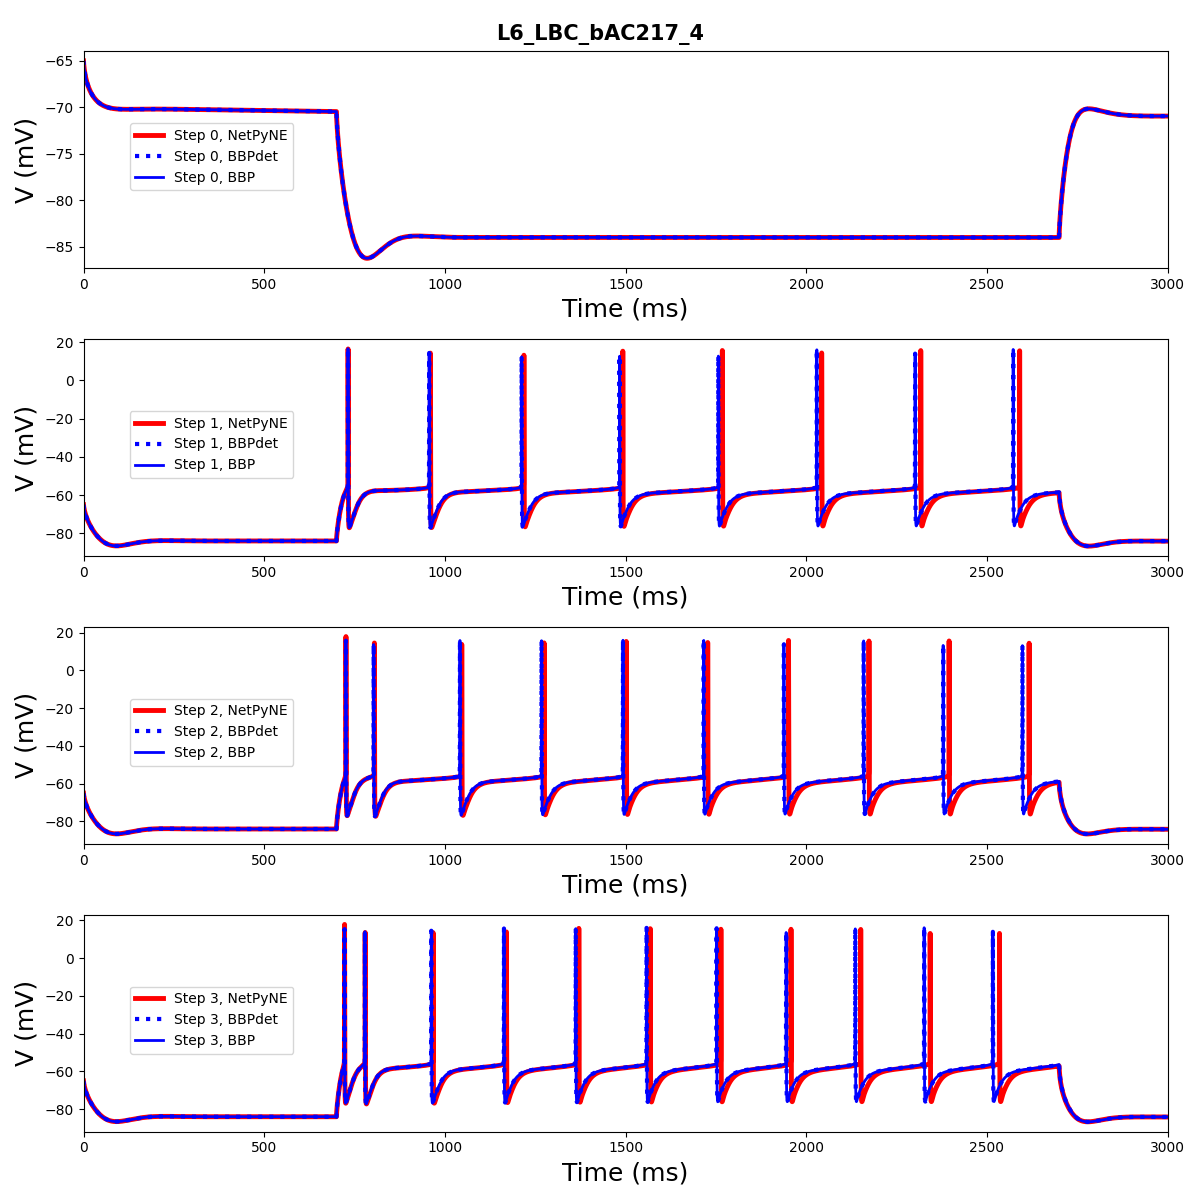 L6_LBC_bAC217_4
−65
−70
−75
−80
−85
V (mV)
Step 0, NetPyNE
Step 0, BBPdet
Step 0, BBP
0 500 1000 1500 2000 2500 3000
Time (ms)
20
0
−20
−40
−60
−80
V (mV)
Step 1, NetPyNE
Step 1, BBPdet
Step 1, BBP
0 500 1000 1500 2000 2500 3000
Time (ms)
20
0
−20
−40
−60
−80
V (mV)
Step 2, NetPyNE
Step 2, BBPdet
Step 2, BBP
0 500 1000 1500 2000 2500 3000
Time (ms)
20
0
−20
−40
−60
−80
V (mV)
Step 3, NetPyNE
Step 3, BBPdet
Step 3, BBP
0 500 1000 1500 2000 2500 3000
Time (ms)